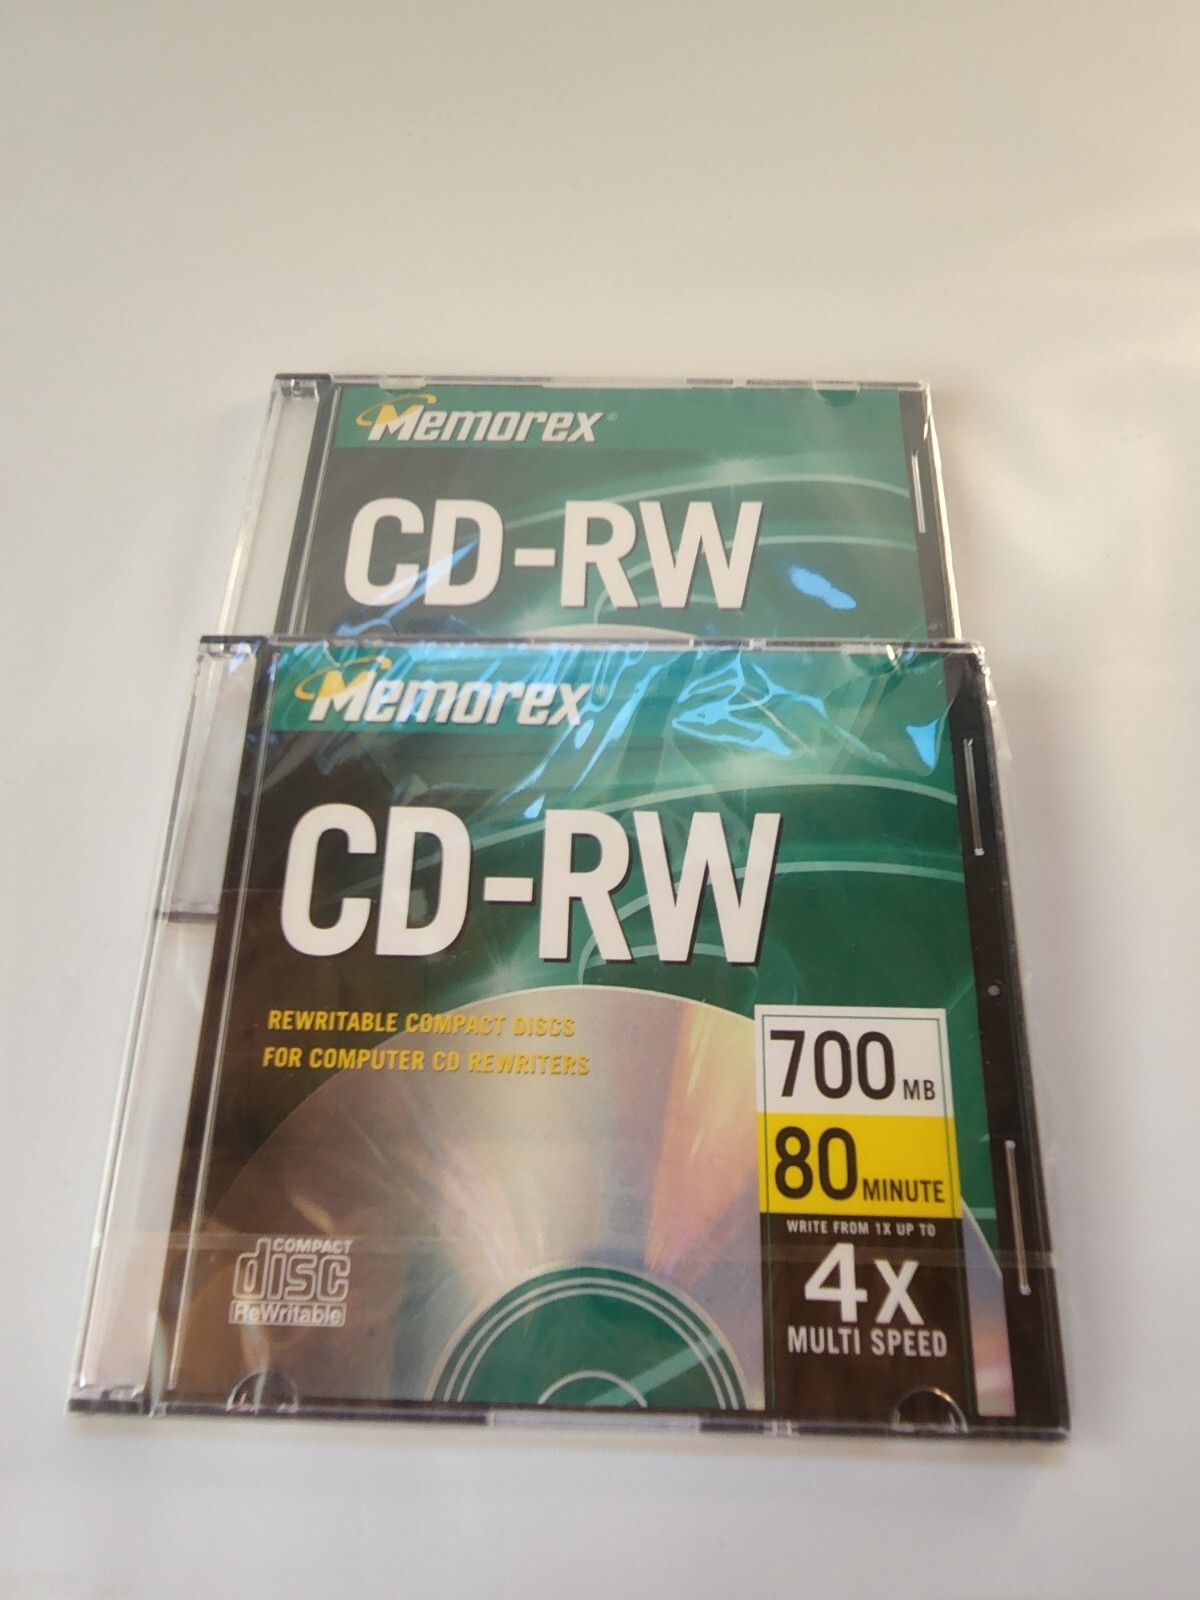 Memorex®
CD-RW
Memorex
CD-RW
REWRITABLE COMPACT DISCS
FOR COMPUTER CD REWRITERS
700 MB
80 MINUTE
WRITE FROM 1X UP TO
4X
MULTI SPEED
COMPACT
disc
ReWritable